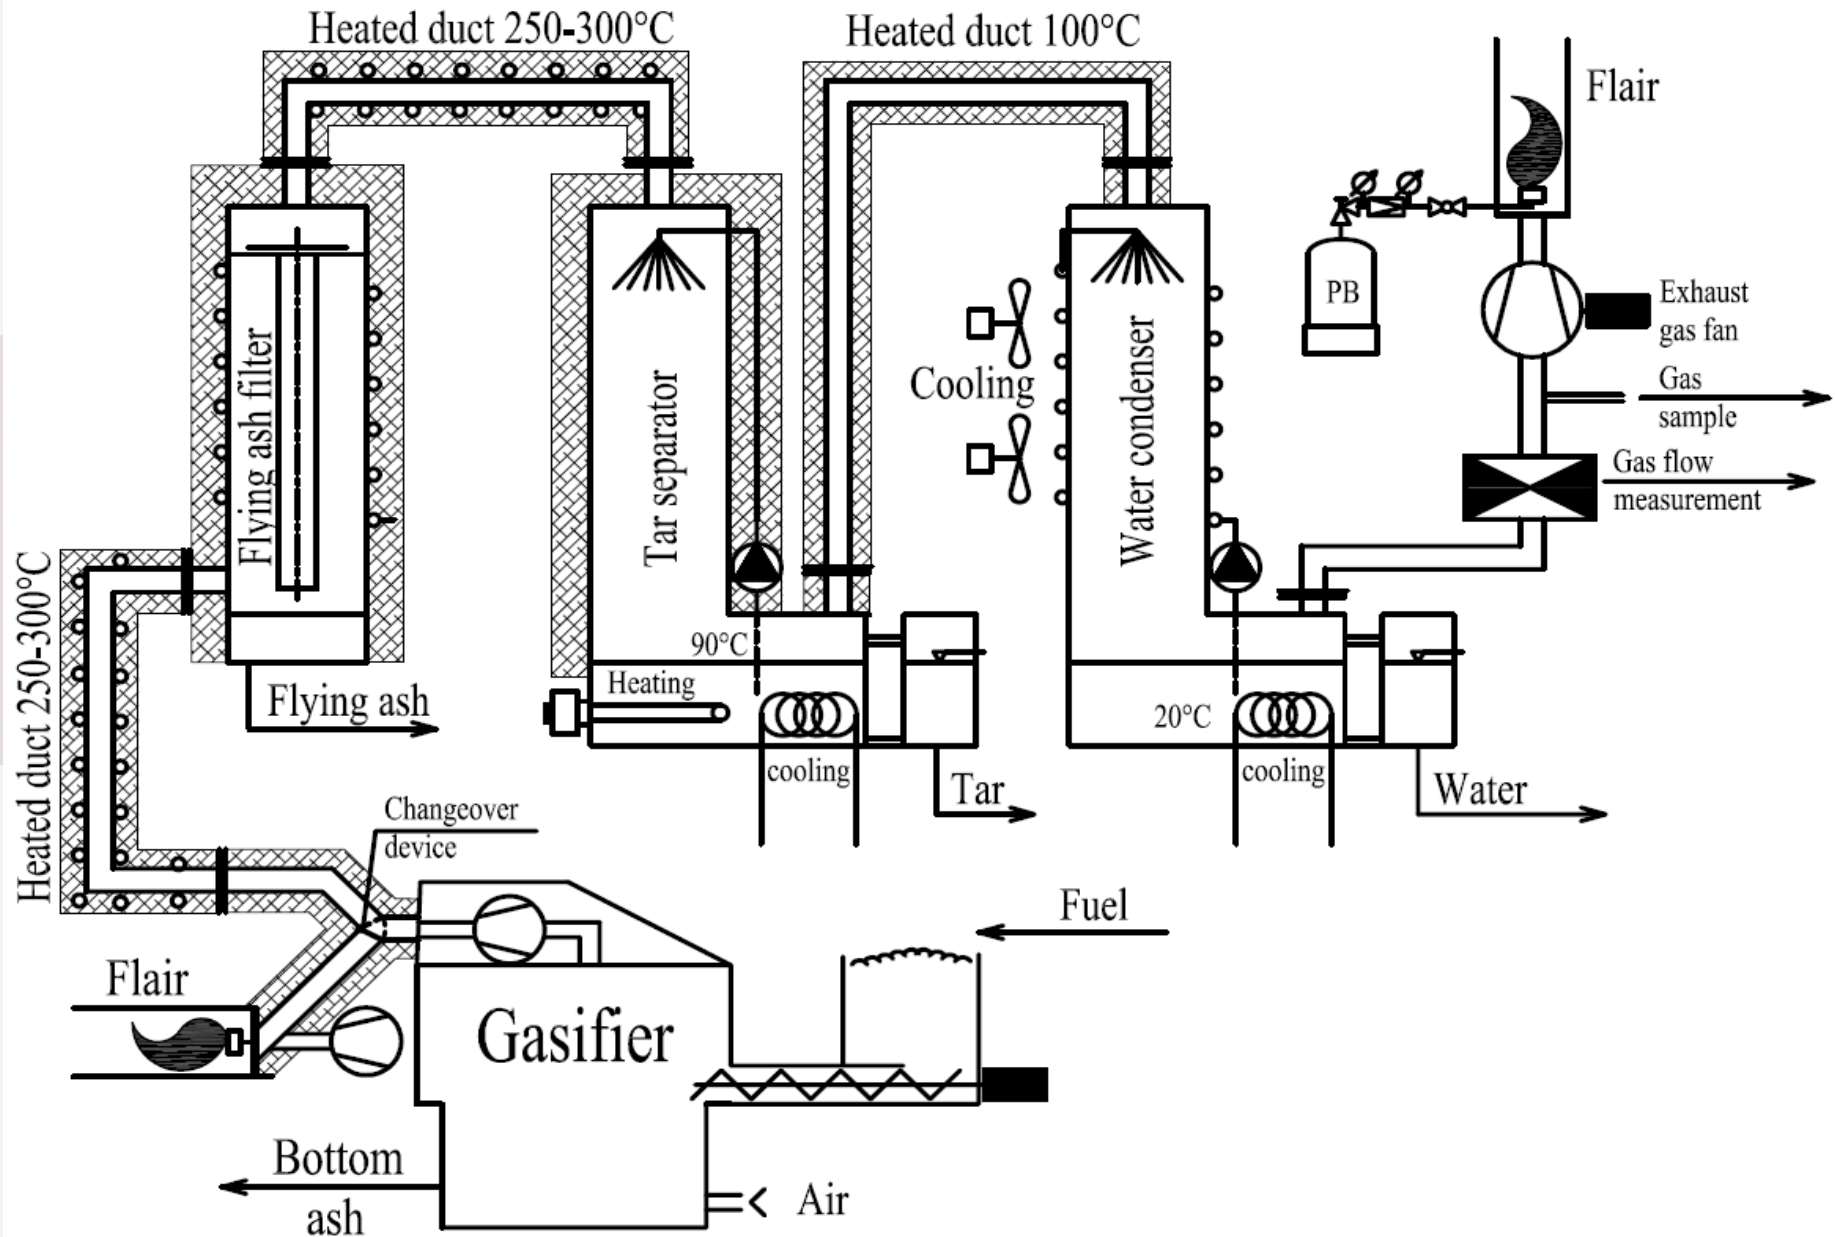 Heated duct 250-300°C
Heated duct 100°C
Flair
PB
Exhaust
gas fan
Gas
sample
Gas flow
measurement
Cooling
Flying ash filter
Tar separator
Water condenser
Heated duct 250-300°C
90°C
Heating
cooling
20°C
cooling
Flying ash
Tar
Water
Changeover
device
Fuel
Flair
Gasifier
Bottom
ash
Air